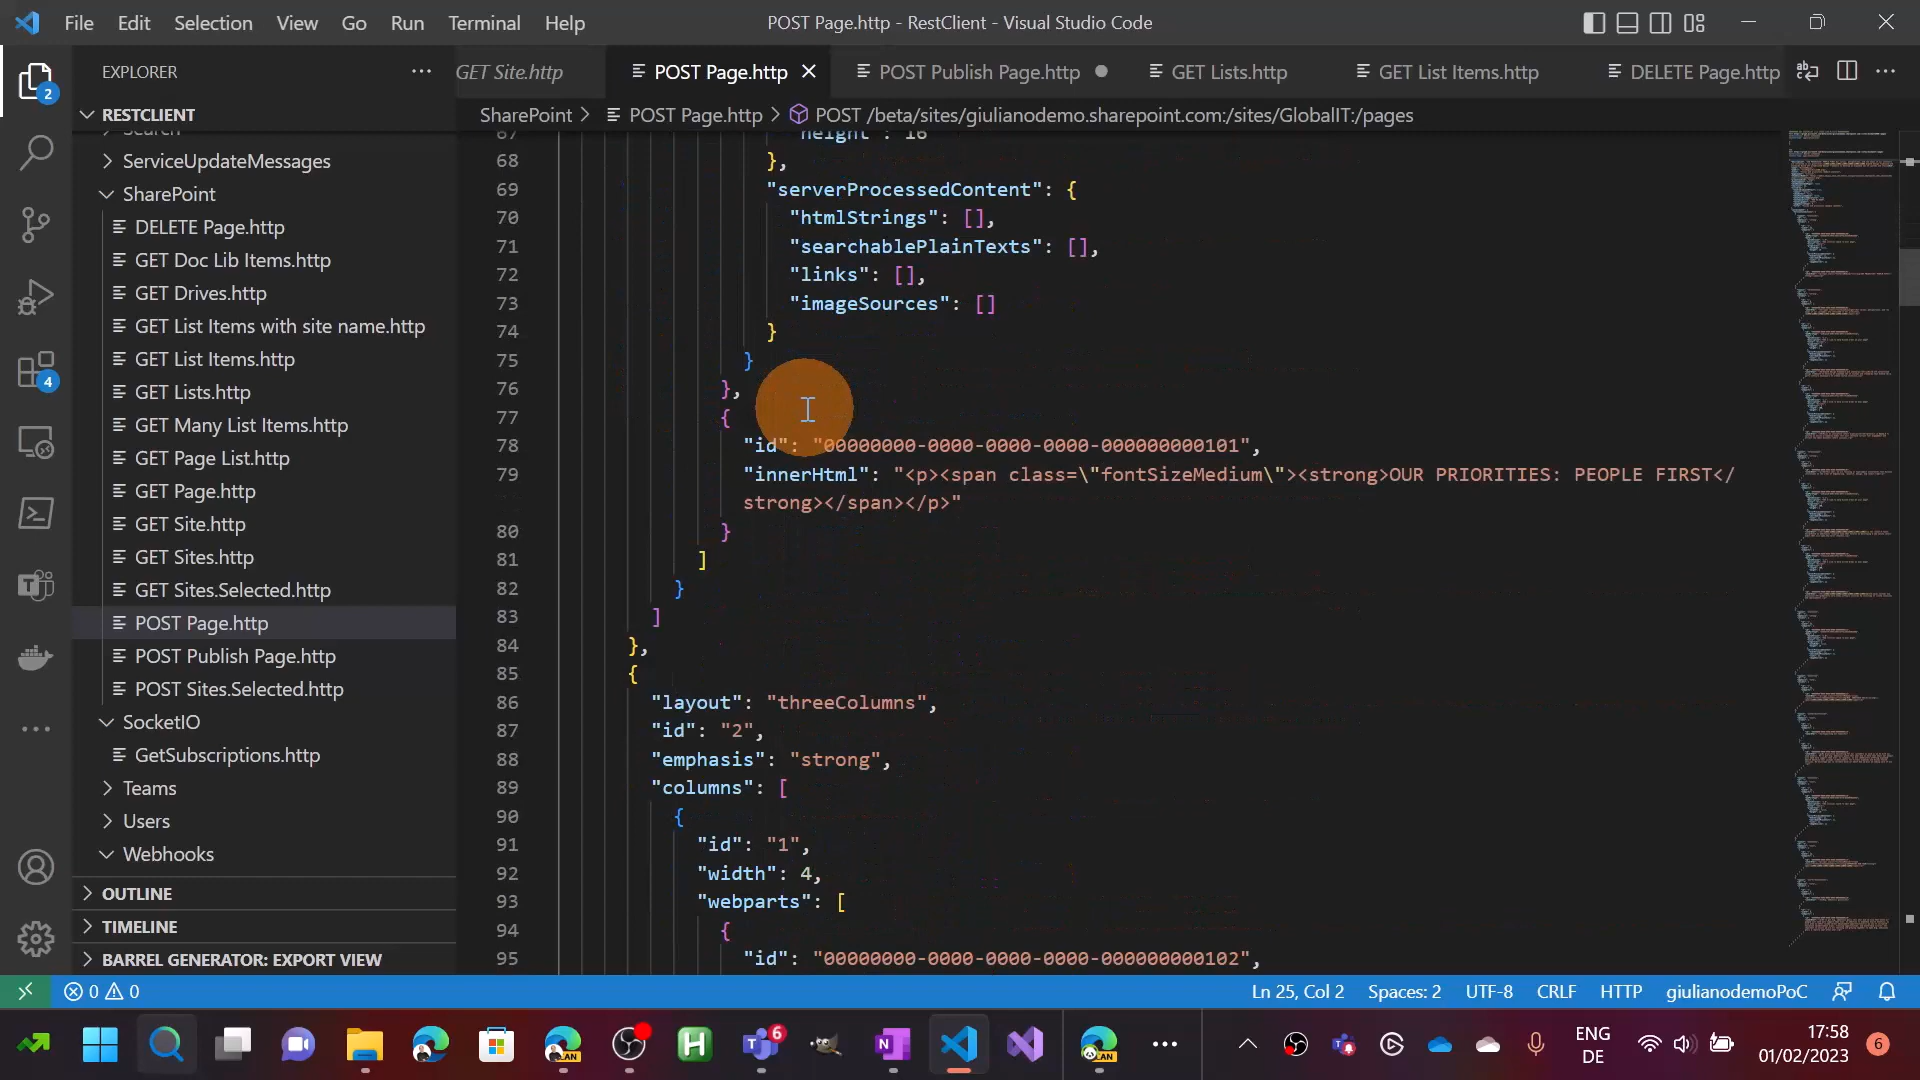 File Edit Selection View Go Run Terminal Help
POST Page.http - RestClient - Visual Studio Code
EXPLORER
GET Site.http
POST Page.http
POST Publish Page.http
GET Lists.http
GET List Items.http
DELETE Page.http
2
RESTCLIENT
SharePoint > POST Page.http > POST /beta/sites/giulianodemo.sharepoint.com:/sites/GlobalIT:/pages
Search
ServiceUpdateMessages
SharePoint
DELETE Page.http
GET Doc Lib Items.http
GET Drives.http
GET List Items with site name.http
GET List Items.http
4
GET Lists.http
GET Many List Items.http
GET Page List.http
GET Page.http
GET Site.http
GET Sites.http
GET Sites.Selected.http
POST Page.http
POST Publish Page.http
POST Sites.Selected.http
SocketIO
GetSubscriptions.http
Teams
Users
Webhooks
OUTLINE
TIMELINE
BARREL GENERATOR: EXPORT VIEW
67 "height": 16
68 },
69 "serverProcessedContent": {
70 "htmlStrings": [],
71 "searchablePlainTexts": [],
72 "links": [],
73 "imageSources": []
74 }
75 }
76 },
77 {
78 "id": "00000000-0000-0000-0000-000000000101",
79 "innerHtml": "<p><span class=\"fontSizeMedium\"><strong>OUR PRIORITIES: PEOPLE FIRST</
strong></span></p>"
80 }
81 ]
82 }
83 ]
84 },
85 {
86 "layout": "threeColumns",
87 "id": "2",
88 "emphasis": "strong",
89 "columns": [
90 {
91 "id": "1",
92 "width": 4,
93 "webparts": [
94 {
95 "id": "00000000-0000-0000-0000-000000000102",
0 0
Ln 25, Col 2 Spaces: 2 UTF-8 CRLF HTTP giulianodemoPoC
6
ENG
DE
17:58
01/02/2023
6